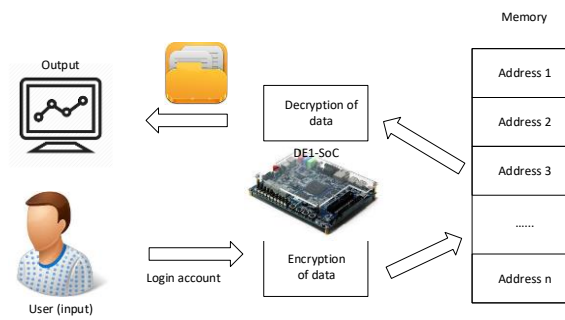 Memory
Output
Address 1
Decryption of
data
Address 2
DE1-SoC
Address 3
......
Encryption
of data
Login account
Address n
User (input)